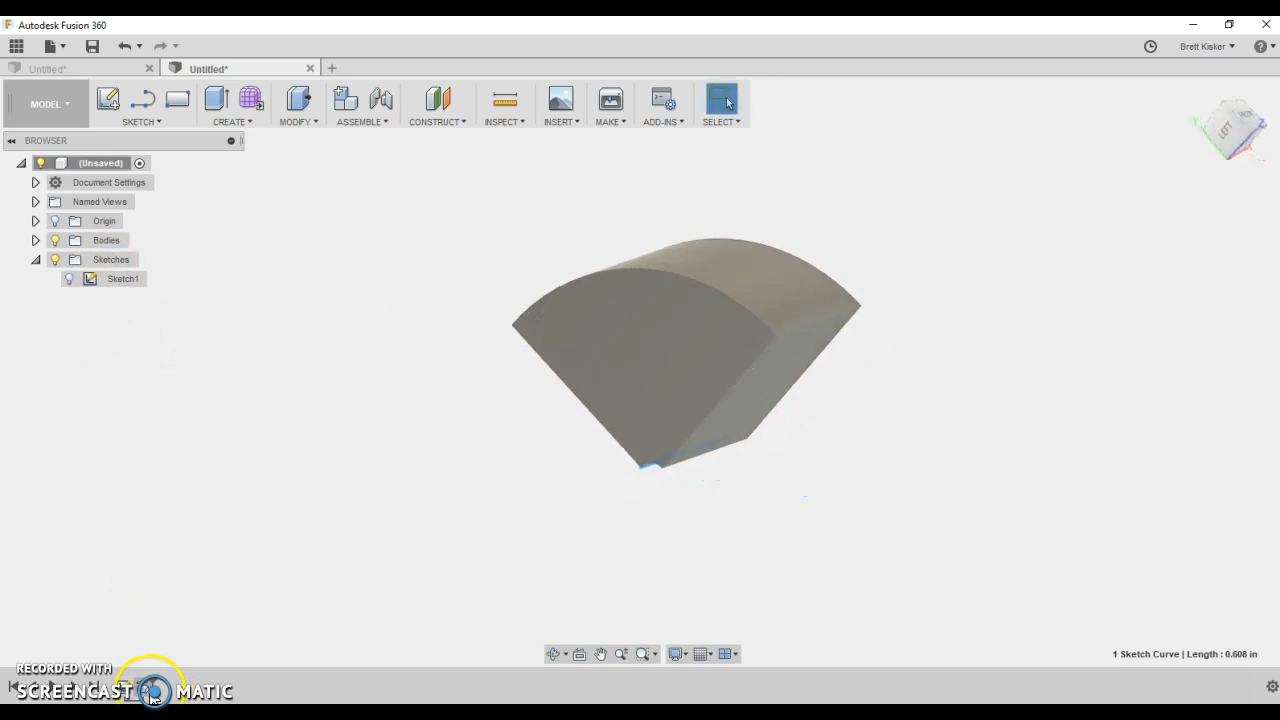 Autodesk Fusion 360
Brett Kisker
Untitled*
Untitled*
MODEL
SKETCH
CREATE
MODIFY
ASSEMBLE
CONSTRUCT
INSPECT
INSERT
MAKE
ADD-INS
SELECT
BROWSER
LEFT
Z
(Unsaved)
Document Settings
Named Views
Origin
Bodies
Sketches
Sketch1
1 Sketch Curve | Length : 0.608 in
RECORDED WITH
SCREENCAST MATIC